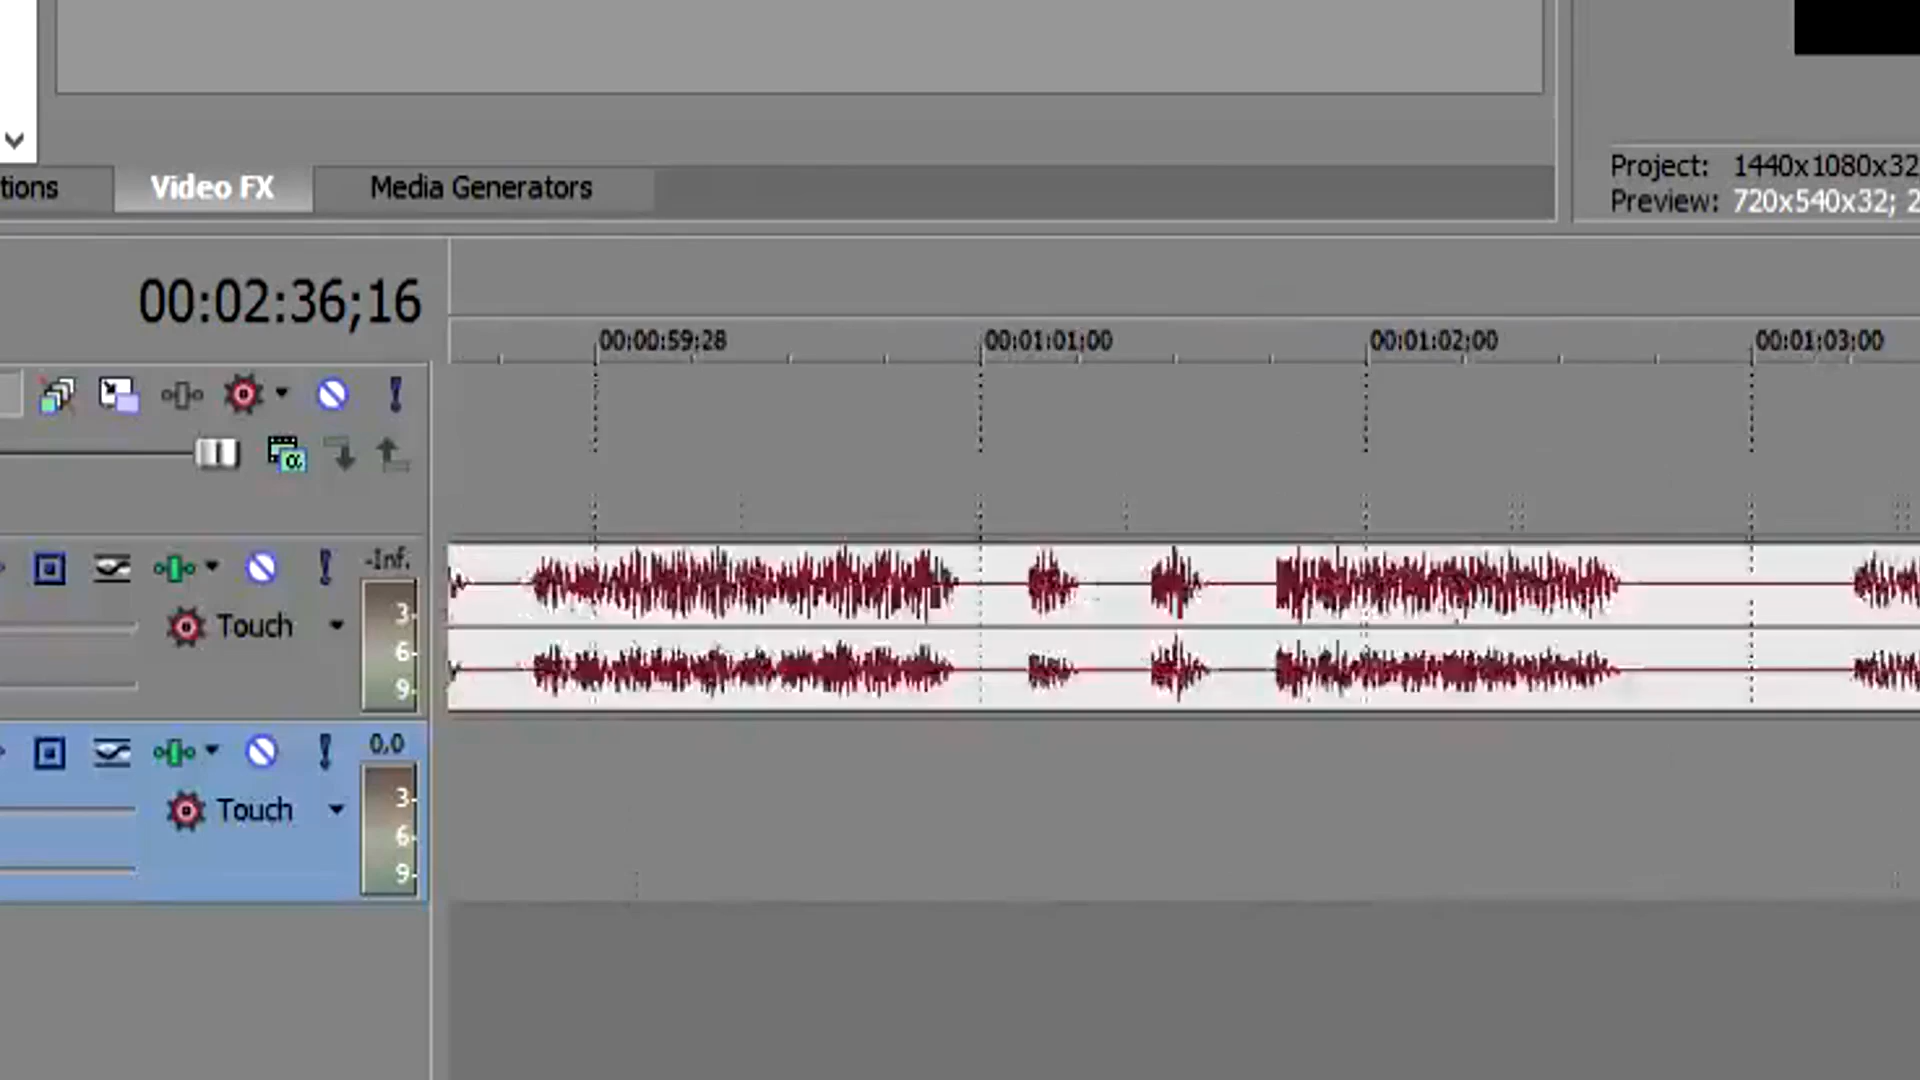 tions Video FX Media Generators
Project: 1440x1080x32
Preview: 720x540x32; 2
00:02:36;16
00:00:59:28 00:01:01:00 00:01:02:00 00:01:03:00
-Inf.
Touch
3
6
9
0,0
Touch
3
6
9